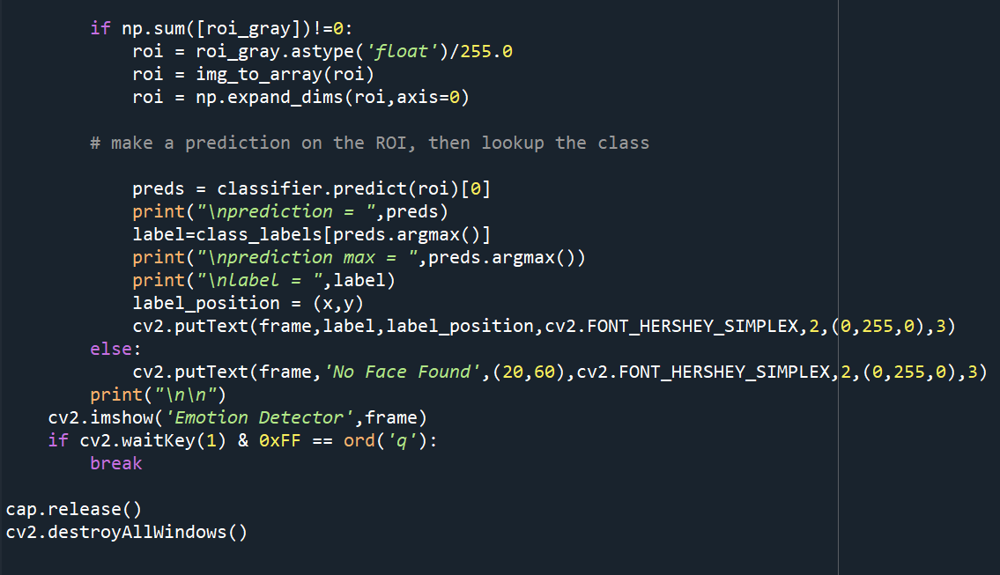 if np.sum([roi_gray])!=0:
roi = roi_gray.astype('float')/255.0
roi = img_to_array(roi)
roi = np.expand_dims(roi,axis=0)
# make a prediction on the ROI, then lookup the class
preds = classifier.predict(roi)[0]
print("\nprediction = ",preds)
label=class_labels[preds.argmax()]
print("\nprediction max = ",preds.argmax())
print("\nlabel = ",label)
label_position = (x,y)
cv2.putText(frame,label,label_position,cv2.FONT_HERSHEY_SIMPLEX,2,(0,255,0),3)
else:
cv2.putText(frame,'No Face Found',(20,60),cv2.FONT_HERSHEY_SIMPLEX,2,(0,255,0),3)
print("\n\n")
cv2.imshow('Emotion Detector',frame)
if cv2.waitKey(1) & 0xFF == ord('q'):
break
cap.release()
cv2.destroyAllWindows()